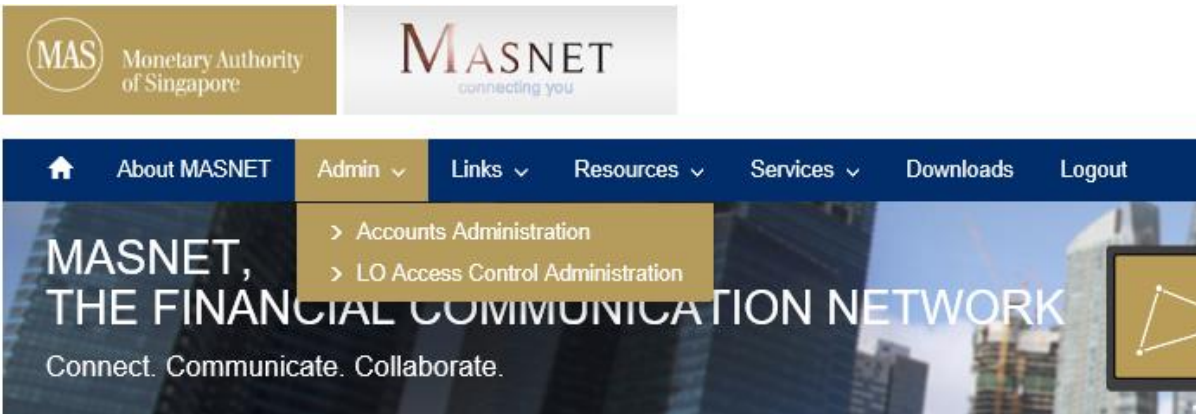 MAS
Monetary Authority
of Singapore
MASNET
connecting you
About MASNET
Admin
Links
Resources
Services
Downloads
Logout
> Accounts Administration
> LO Access Control Administration
MASNET,
THE FINANCIAL COMMUNICATION NETWORK
Connect. Communicate. Collaborate.